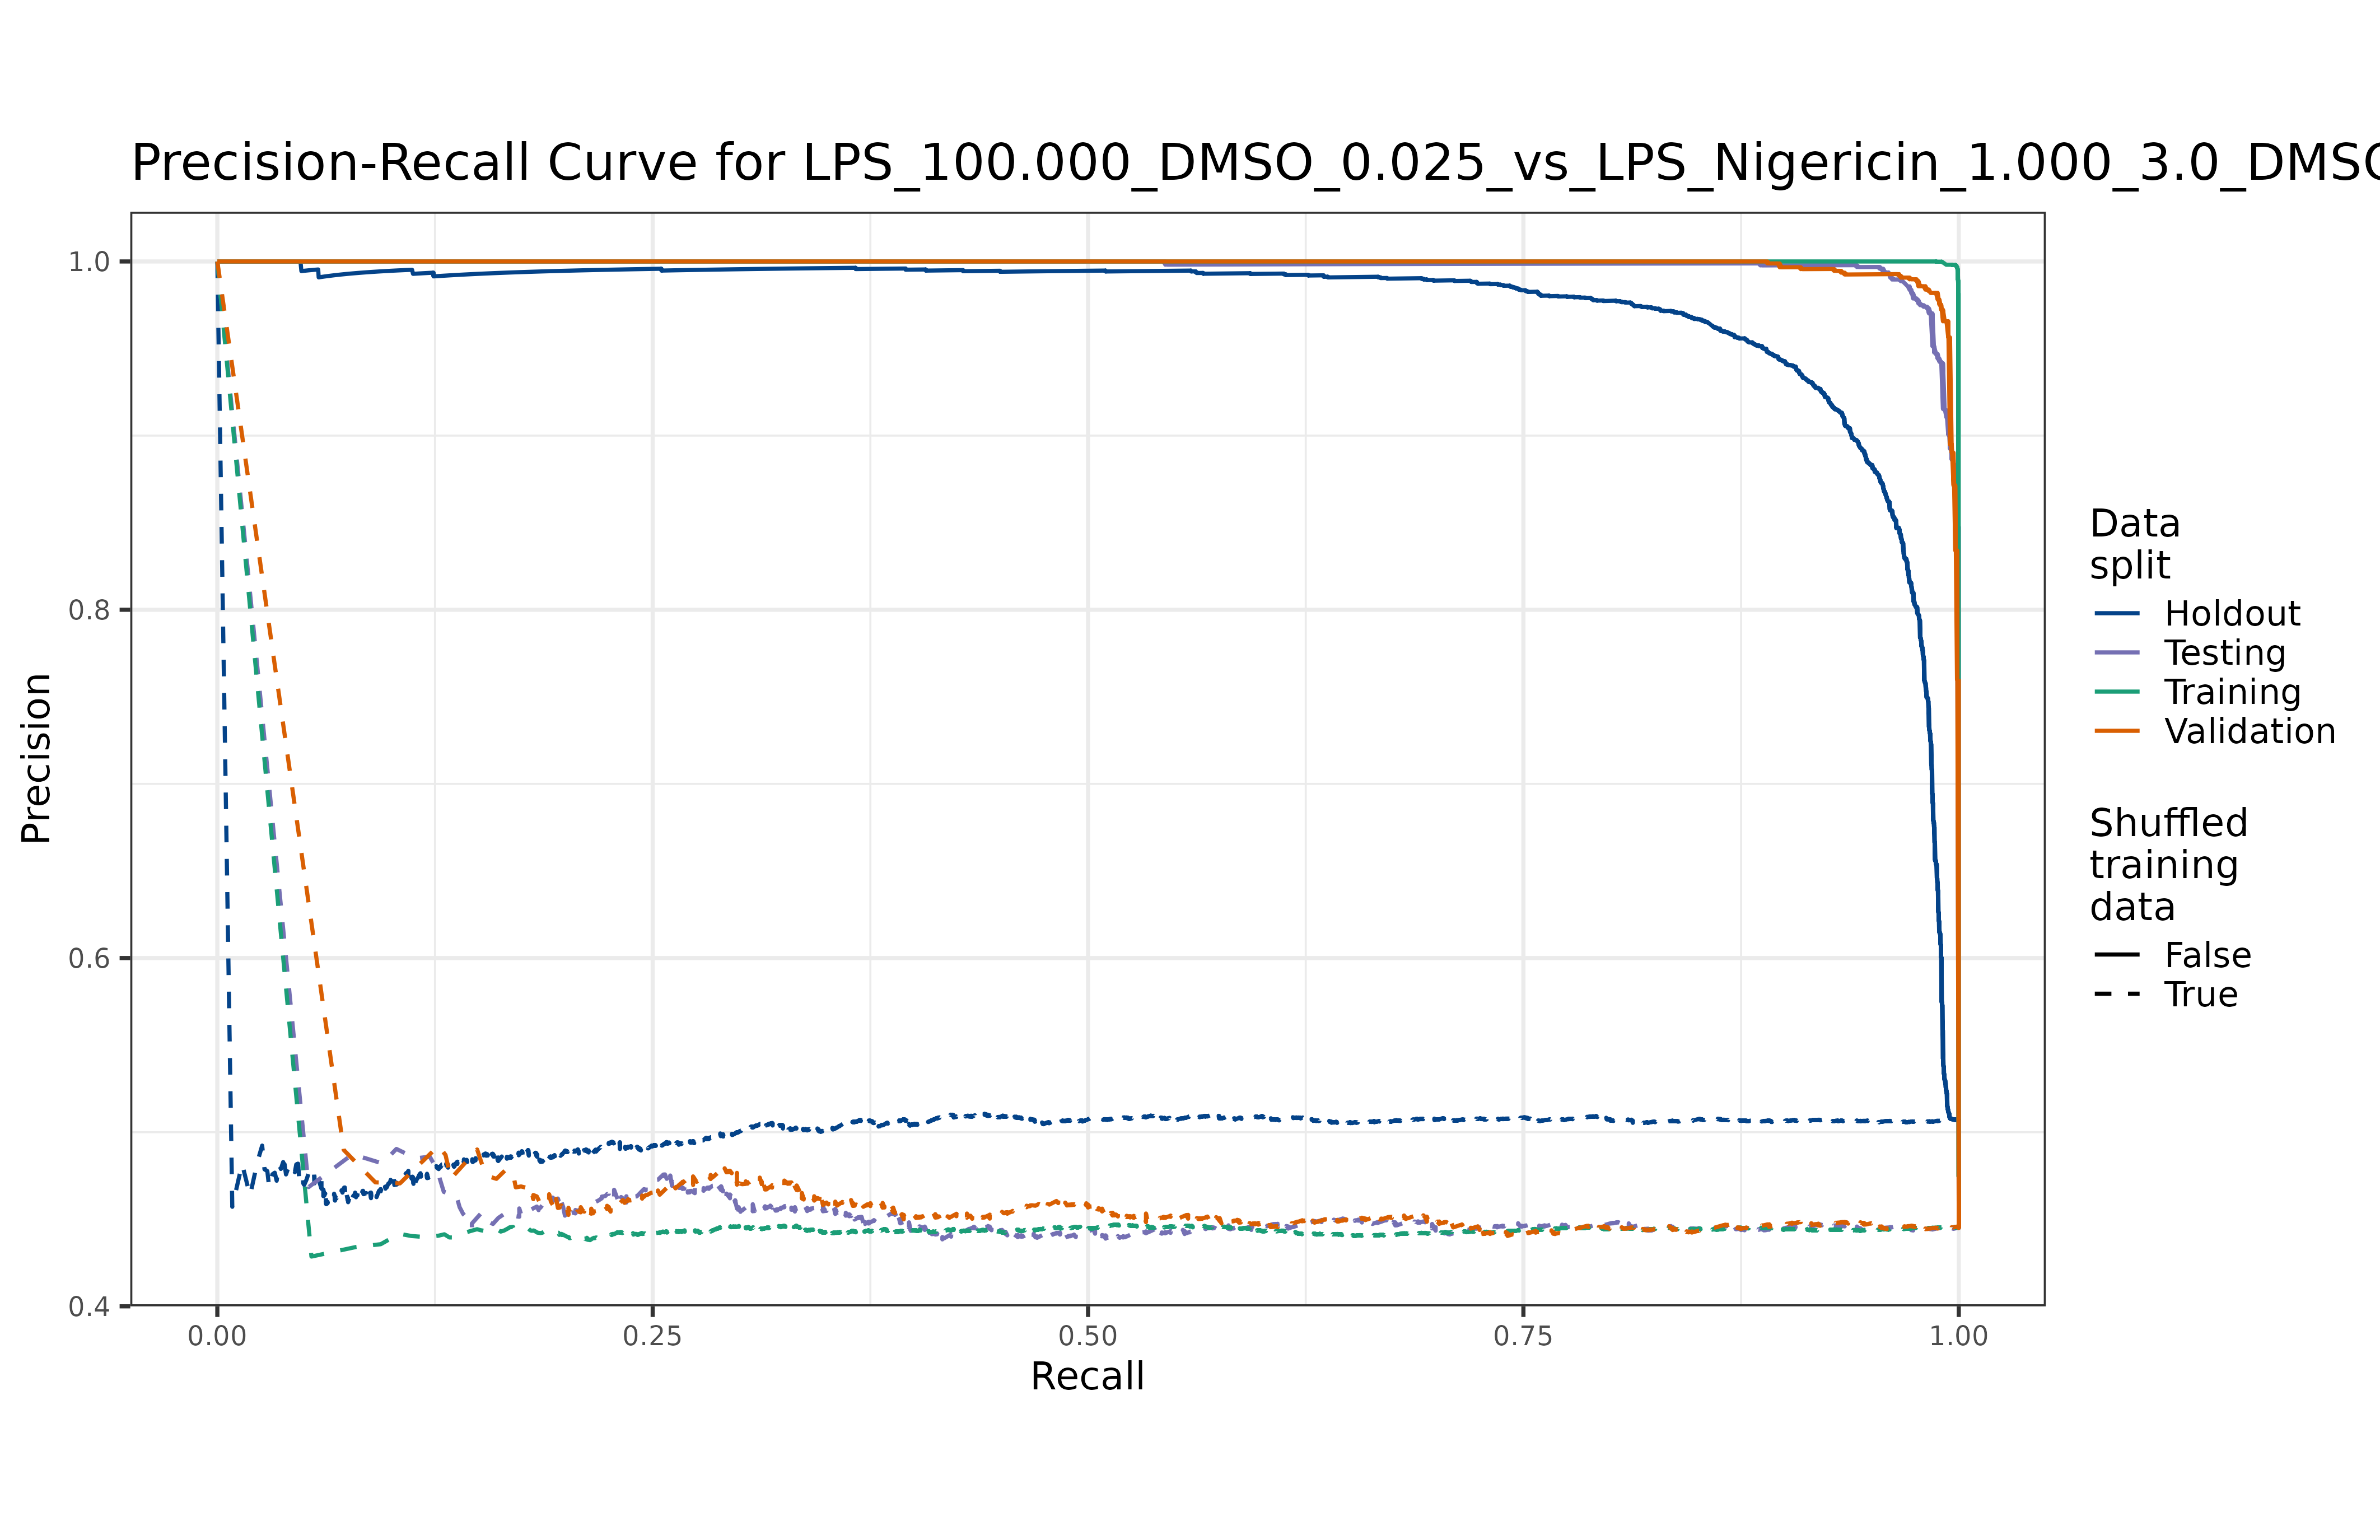 Precision-Recall Curve for LPS_100.000_DMSO_0.025_vs_LPS_Nigericin_1.000_3.0_DMSO
1.0
0.8
0.6
0.4
Precision
0.00 0.25 0.50 0.75 1.00
Recall
Data
split
Holdout
Testing
Training
Validation
Shuffled
training
data
False
True